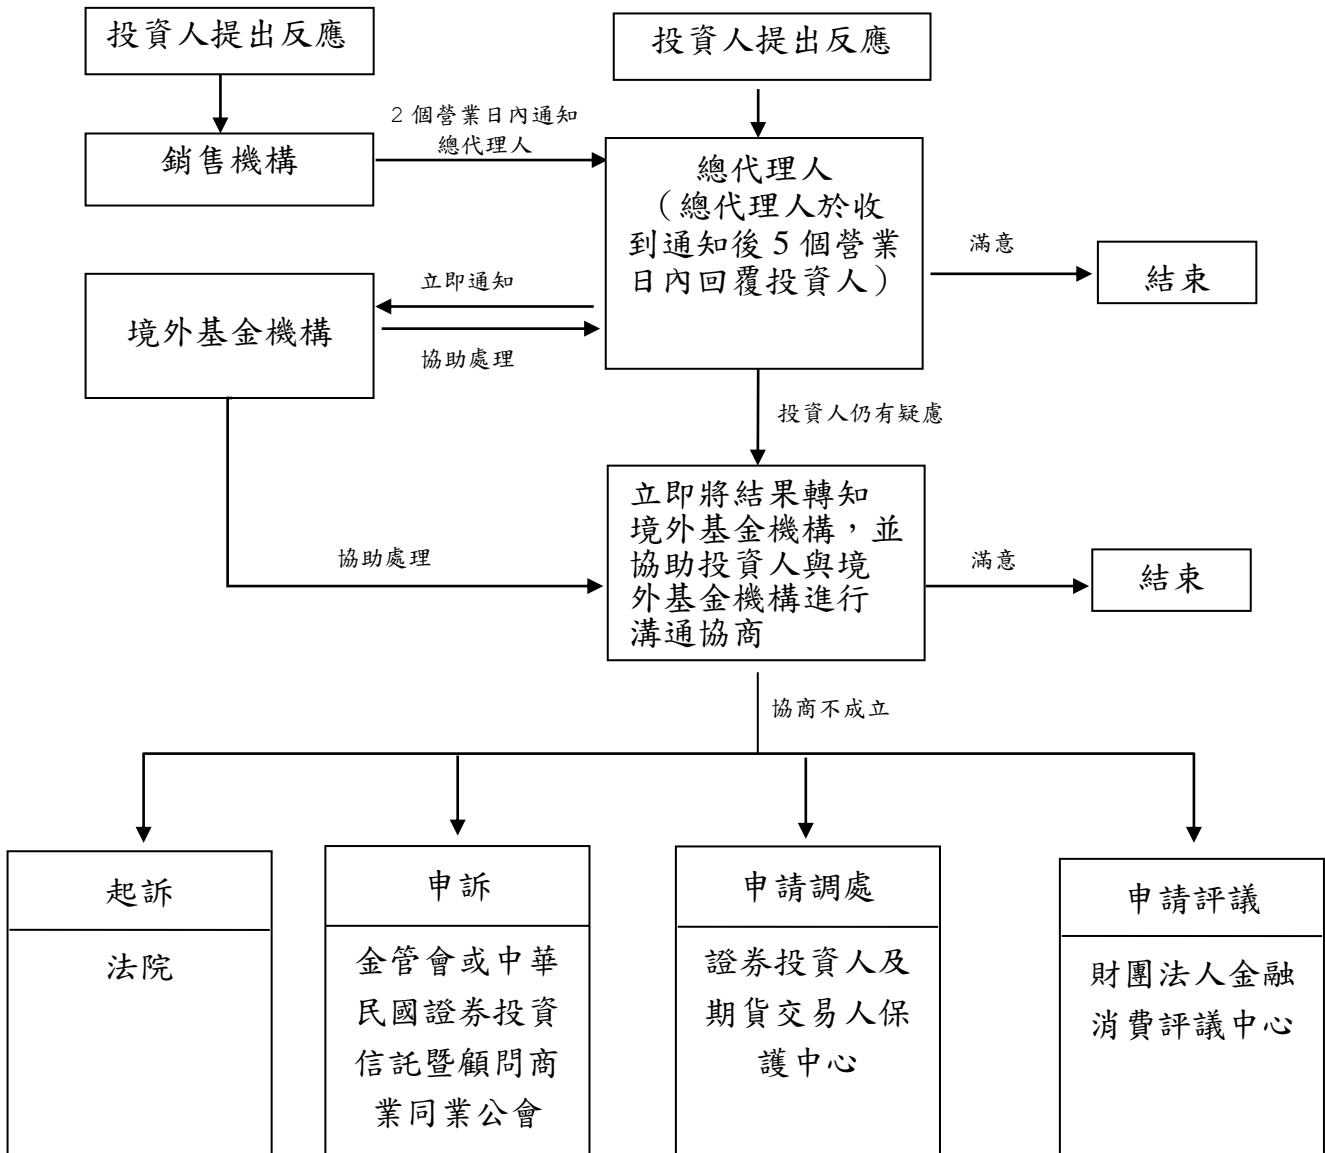 投資人提出反應
投資人提出反應
2 個營業日內通知
總代理人
銷售機構
總代理人
（總代理人於收
到通知後 5 個營業
日內回覆投資人）
滿意
結束
立即通知
境外基金機構
協助處理
投資人仍有疑慮
立即將結果轉知
境外基金機構，並
協助投資人與境
外基金機構進行
溝通協商
協助處理
滿意
結束
協商不成立
起訴
法院
申訴
金管會或中華
民國證券投資
信託暨顧問商
業同業公會
申請調處
證券投資人及
期貨交易人保
護中心
申請評議
財團法人金融
消費評議中心